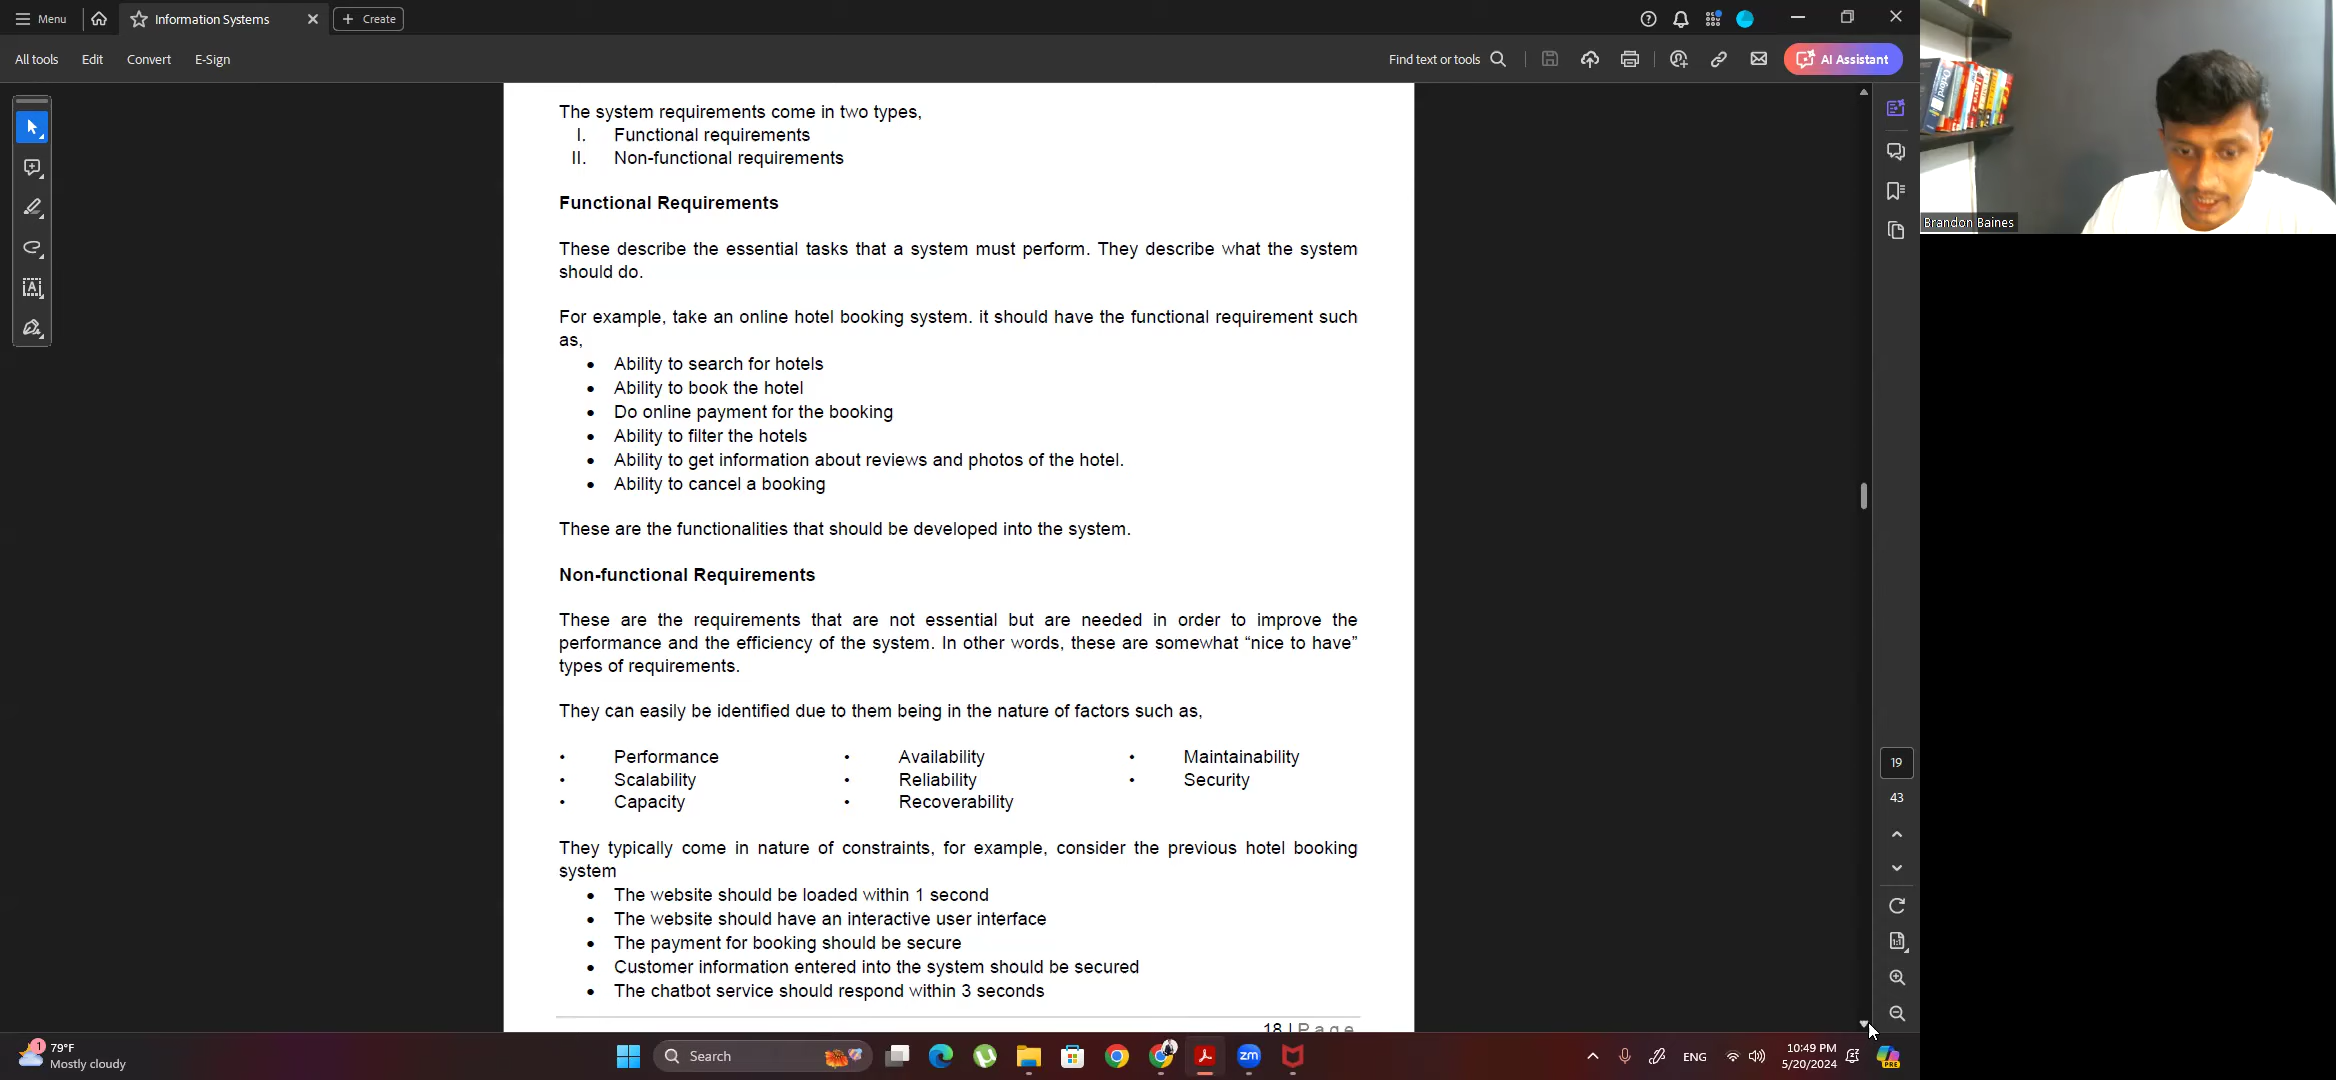 Menu
Information Systems
Create
All tools
Edit
Convert
E-Sign
Find text or tools
AI Assistant
The system requirements come in two types,
I. Functional requirements
II. Non-functional requirements
Functional Requirements
These describe the essential tasks that a system must perform. They describe what the system
should do.
For example, take an online hotel booking system. it should have the functional requirement such
as,
• Ability to search for hotels
• Ability to book the hotel
• Do online payment for the booking
• Ability to filter the hotels
• Ability to get information about reviews and photos of the hotel.
• Ability to cancel a booking
These are the functionalities that should be developed into the system.
Non-functional Requirements
These are the requirements that are not essential but are needed in order to improve the
performance and the efficiency of the system. In other words, these are somewhat “nice to have”
types of requirements.
They can easily be identified due to them being in the nature of factors such as,
• Performance • Availability • Maintainability
• Scalability • Reliability • Security
• Capacity • Recoverability
They typically come in nature of constraints, for example, consider the previous hotel booking
system
• The website should be loaded within 1 second
• The website should have an interactive user interface
• The payment for booking should be secure
• Customer information entered into the system should be secured
• The chatbot service should respond within 3 seconds
18 | Page
19
43
Brandon Baines
Oxford
1
79°F
Mostly cloudy
Search
zm
ENG
10:49 PM
5/20/2024
PRE